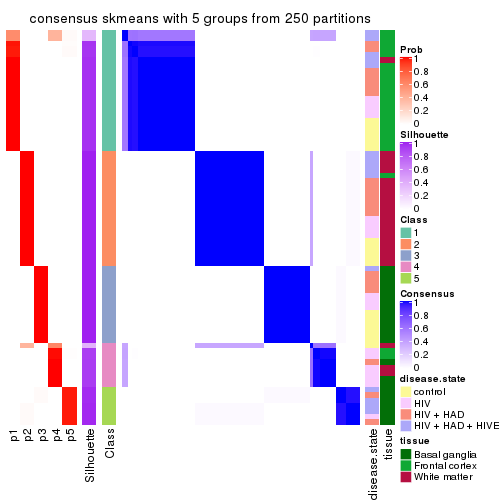 consensus skmeans with 5 groups from 250 partitions
Prob
1
0.8
0.6
0.4
0.2
0
Silhouette
1
0.8
0.6
0.4
0.2
0
Class
1
2
3
4
5
Consensus
1
0.8
0.6
0.4
0.2
0
disease.state
control
HIV
HIV + HAD
HIV + HAD + HIVE
tissue
Basal ganglia
Frontal cortex
White matter
p1
p2
p3
p4
p5
Silhouette
Class
disease.state
tissue